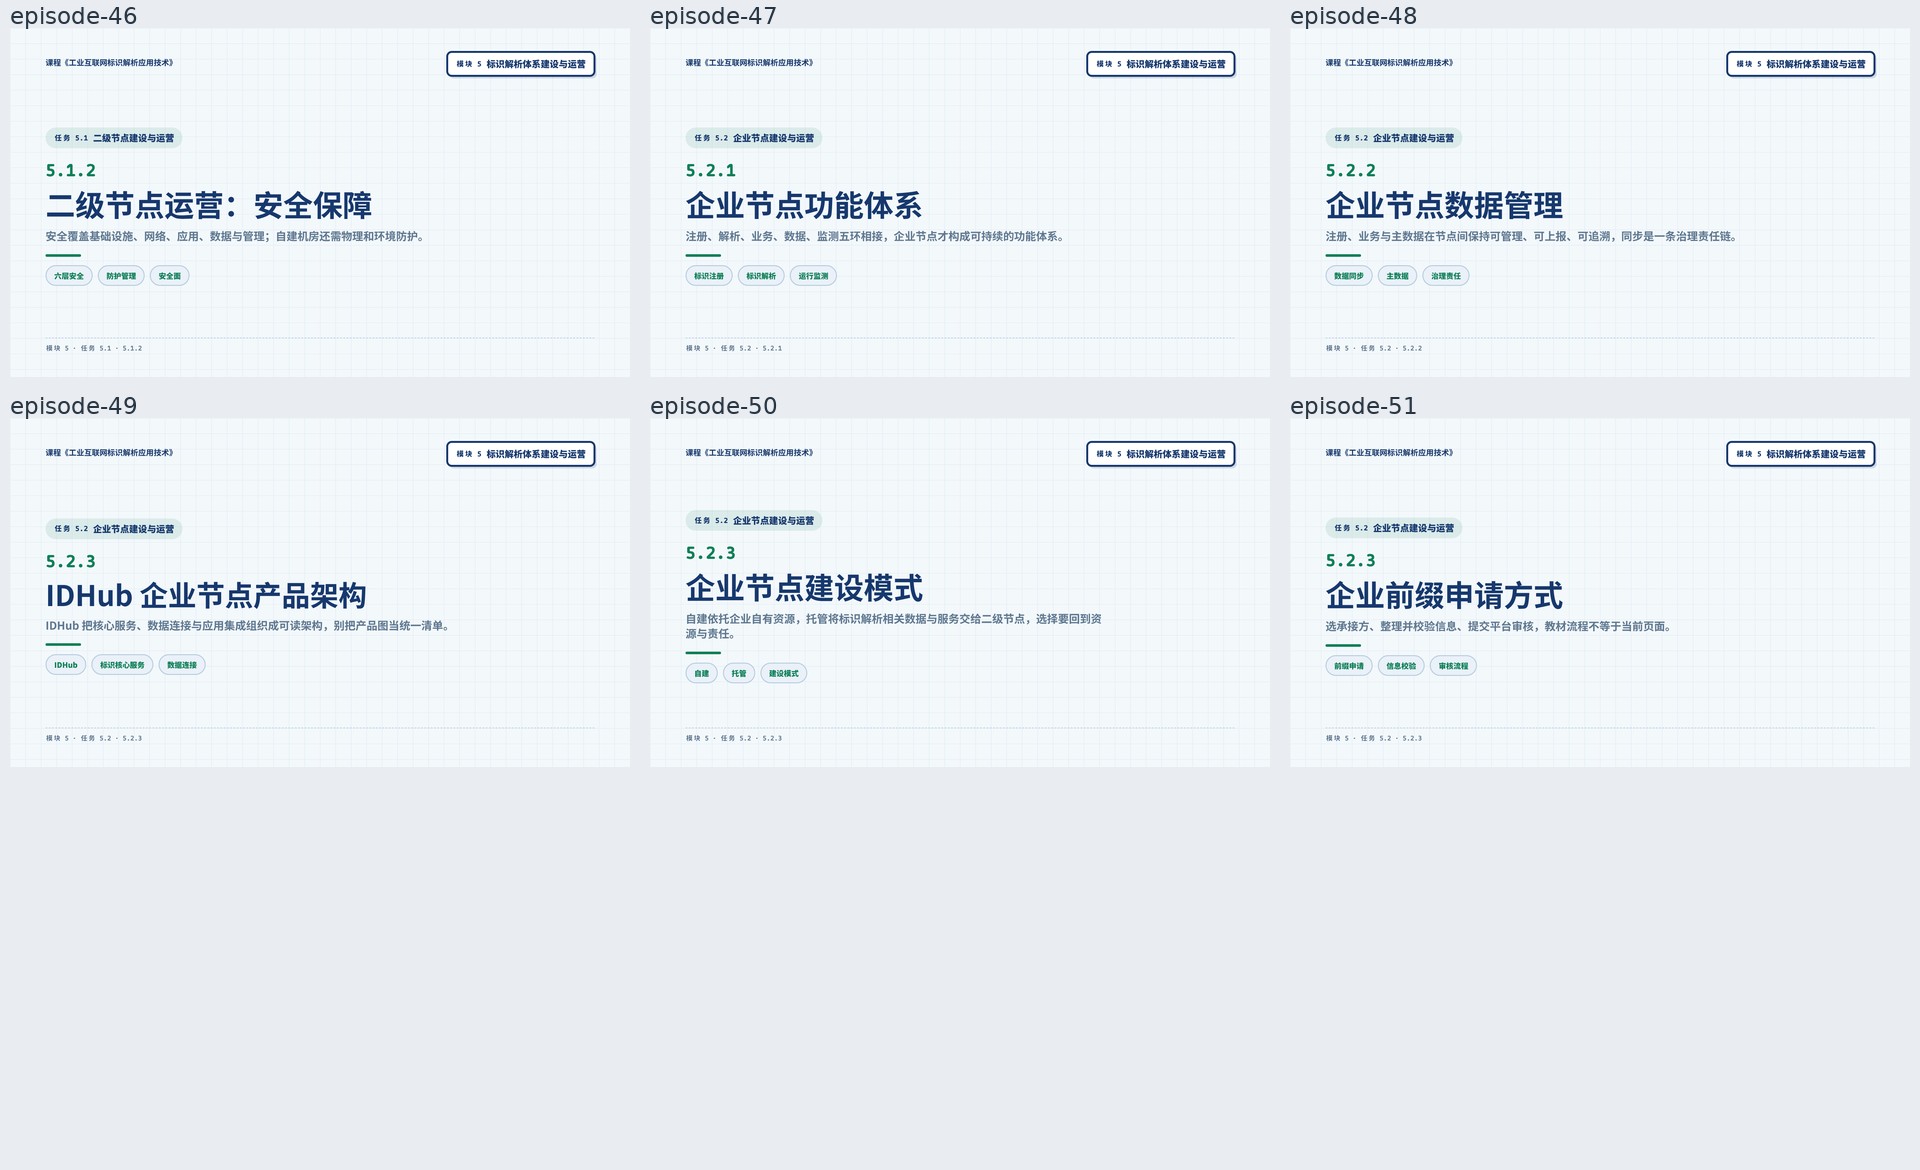 episode-46
课程《工业互联网标识解析应用技术》
模块 5 标识解析体系建设与运营
任务 5.1 二级节点建设与运营
5.1.2
二级节点运营：安全保障
安全覆盖基础设施、网络、应用、数据与管理；自建机房还需物理和环境防护。
六层安全 防护管理 安全面
模块 5 · 任务 5.1 · 5.1.2
episode-47
课程《工业互联网标识解析应用技术》
模块 5 标识解析体系建设与运营
任务 5.2 企业节点建设与运营
5.2.1
企业节点功能体系
注册、解析、业务、数据、监测五环相接，企业节点才构成可持续的功能体系。
标识注册 标识解析 运行监测
模块 5 · 任务 5.2 · 5.2.1
episode-48
课程《工业互联网标识解析应用技术》
模块 5 标识解析体系建设与运营
任务 5.2 企业节点建设与运营
5.2.2
企业节点数据管理
注册、业务与主数据在节点间保持可管理、可上报、可追溯，同步是一条治理责任链。
数据同步 主数据 治理责任
模块 5 · 任务 5.2 · 5.2.2
episode-49
课程《工业互联网标识解析应用技术》
模块 5 标识解析体系建设与运营
任务 5.2 企业节点建设与运营
5.2.3
IDHub 企业节点产品架构
IDHub 把核心服务、数据连接与应用集成组织成可读架构，别把产品图当统一清单。
IDHub 标识核心服务 数据连接
模块 5 · 任务 5.2 · 5.2.3
episode-50
课程《工业互联网标识解析应用技术》
模块 5 标识解析体系建设与运营
任务 5.2 企业节点建设与运营
5.2.3
企业节点建设模式
自建依托企业自有资源，托管将标识解析相关数据与服务交给二级节点，选择要回到资
源与责任。
自建 托管 建设模式
模块 5 · 任务 5.2 · 5.2.3
episode-51
课程《工业互联网标识解析应用技术》
模块 5 标识解析体系建设与运营
任务 5.2 企业节点建设与运营
5.2.3
企业前缀申请方式
选承接方、整理并校验信息、提交平台审核，教材流程不等于当前页面。
前缀申请 信息校验 审核流程
模块 5 · 任务 5.2 · 5.2.3